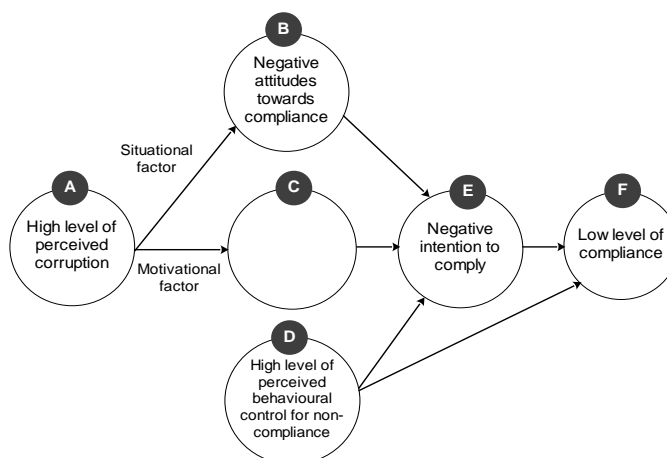 B
Negative
attitudes
towards
compliance
Situational
factor
A
High level of
perceived
corruption
Motivational
factor
C
E
Negative
intention to
comply
F
Low level of
compliance
D
High level of
perceived
behavioural
control for non-
compliance